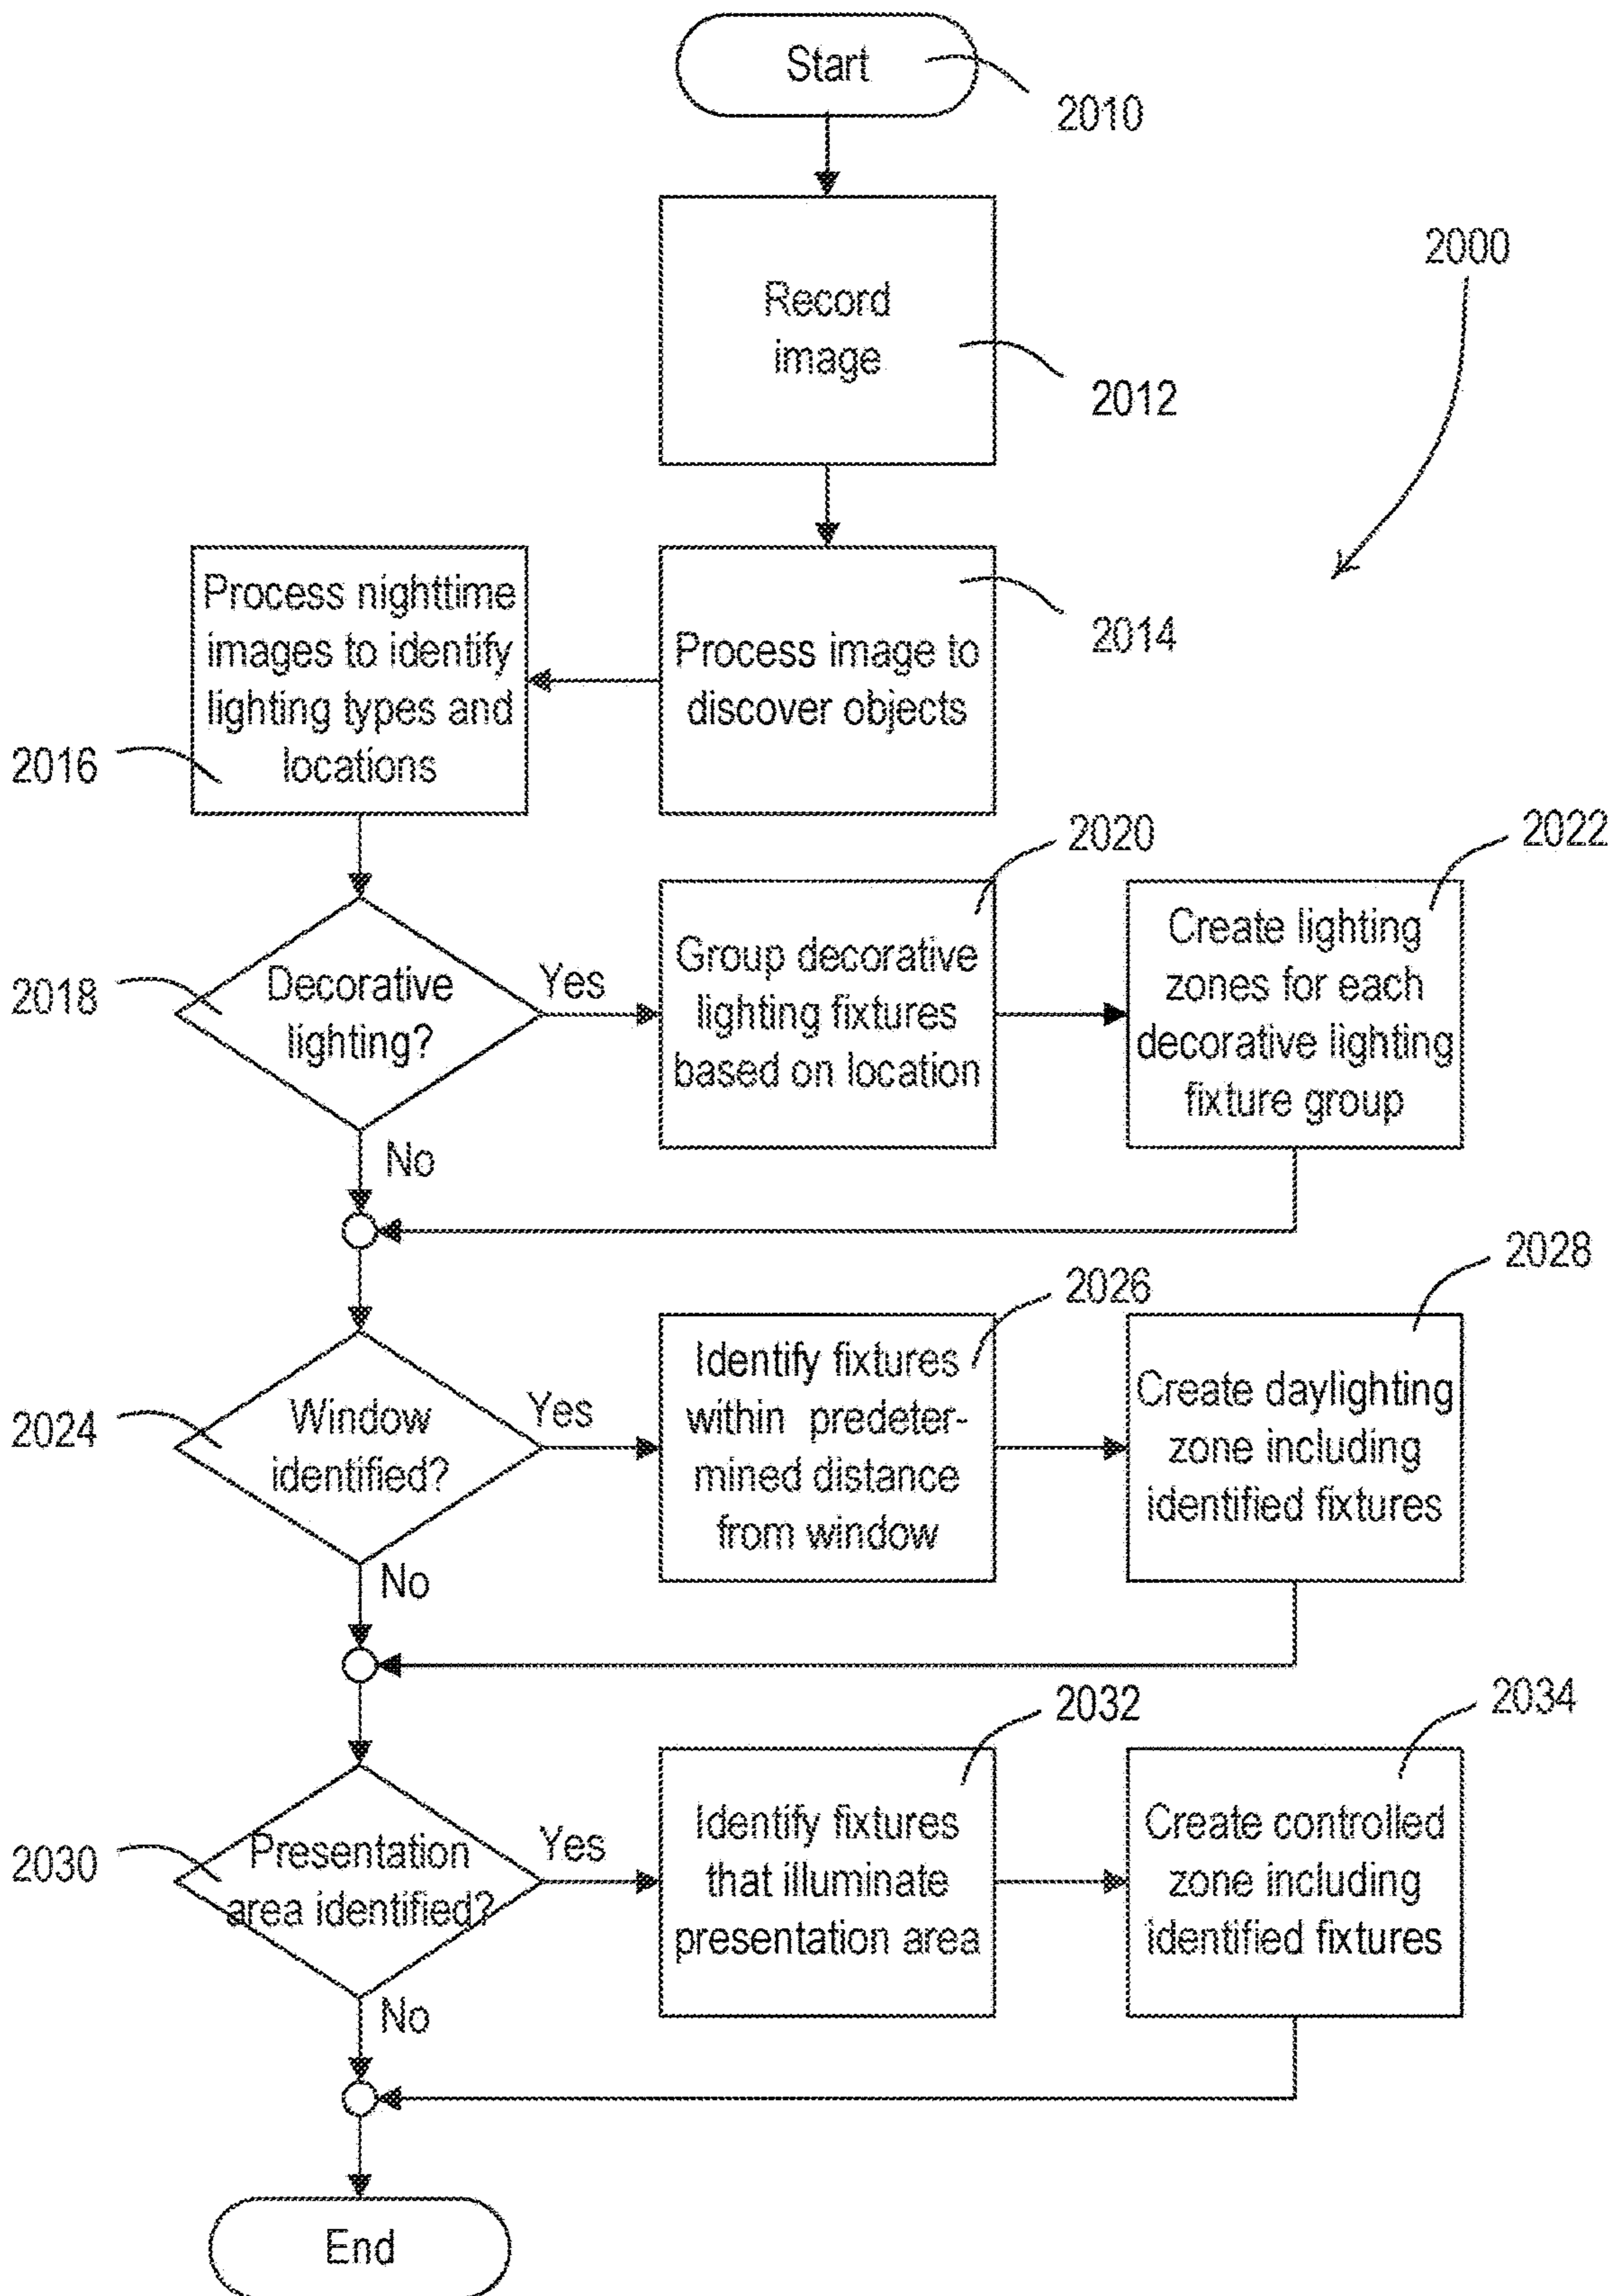 Start
2010
2000
Record
image
2012
Process nighttime
images to identify
lighting types and
locations
2016
Process image to
discover objects
2014
2018
Decorative
lighting?
Yes
No
2020
Group decorative
lighting fixtures
based on location
2022
Create lighting
zones for each
decorative lighting
fixture group
2024
Window
identified?
Yes
No
2026
Identify fixtures
within predeter-
mined distance
from window
2028
Create daylighting
zone including
identified fixtures
2030
Presentation
area identified?
Yes
No
2032
Identify fixtures
that illuminate
presentation area
2034
Create controlled
zone including
identified fixtures
End